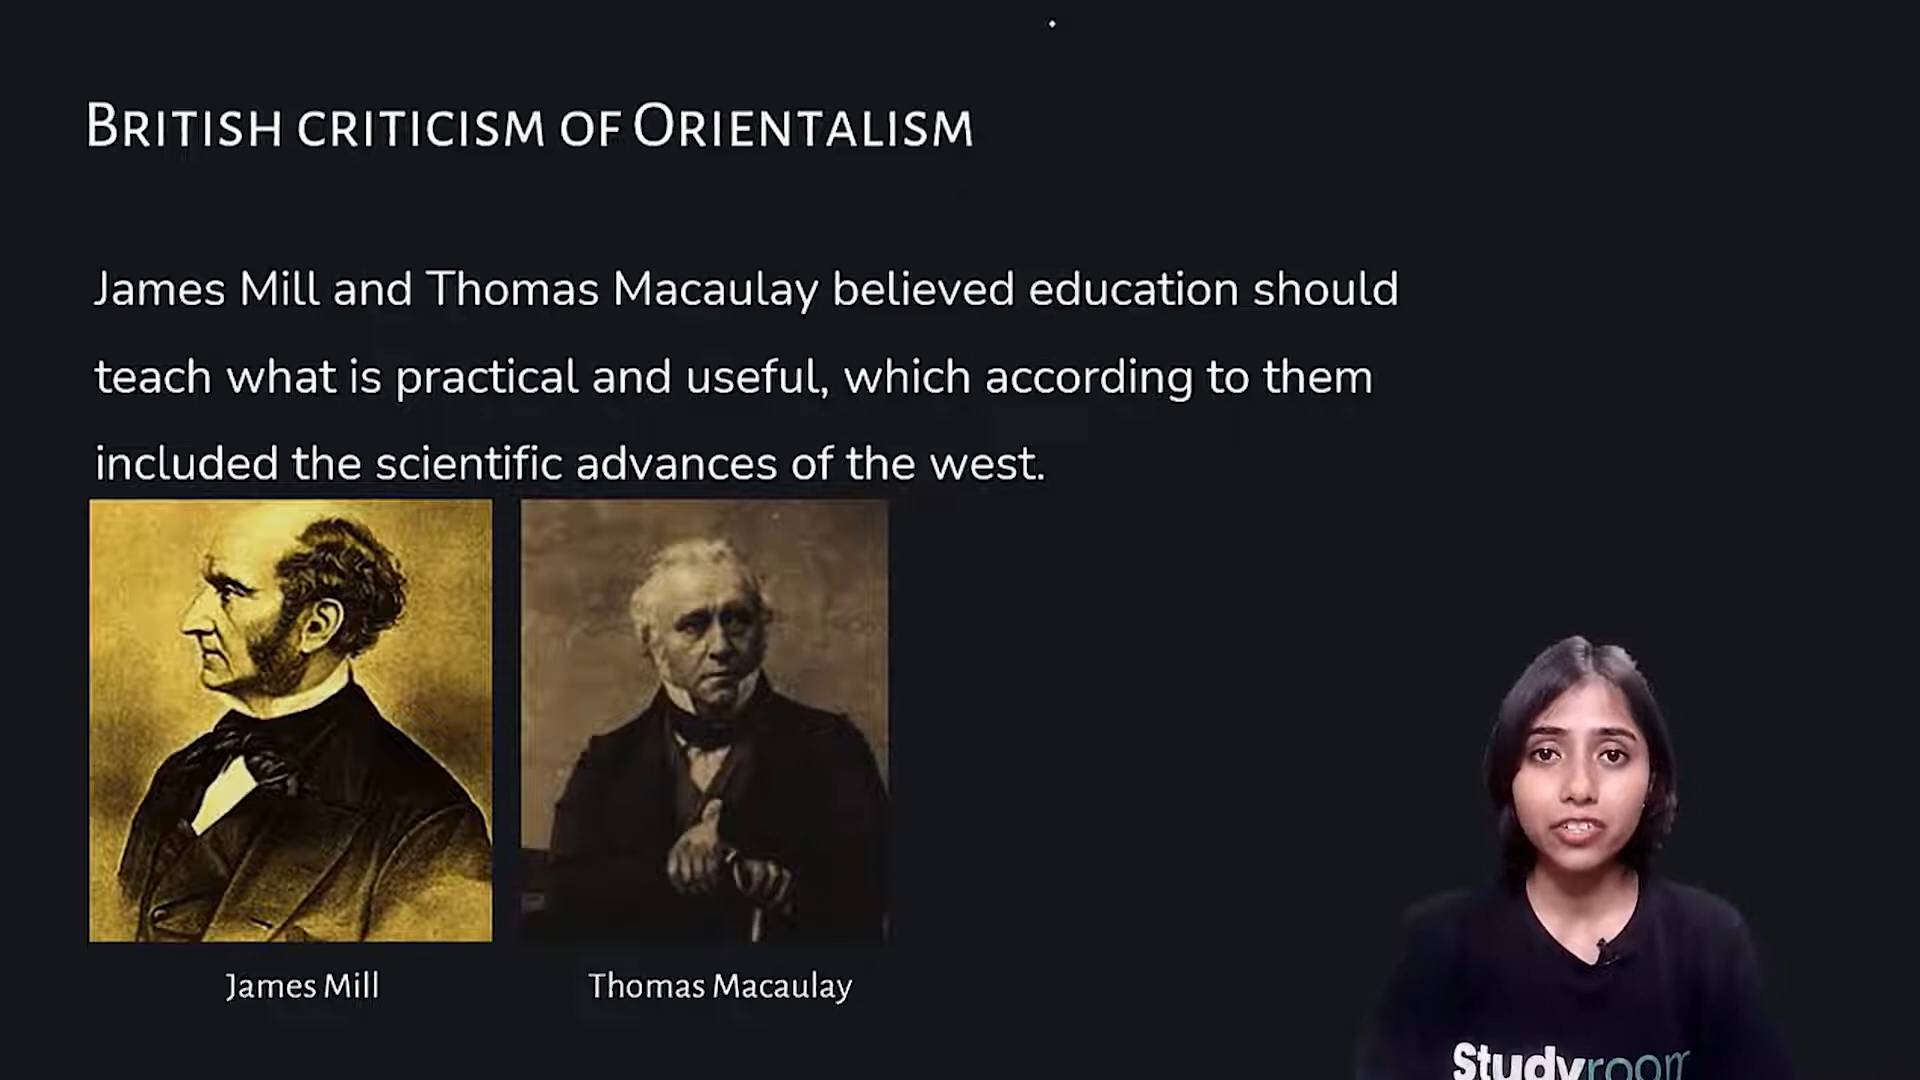 BRITISH CRITICISM OF ORIENTALISM
James Mill and Thomas Macaulay believed education should
teach what is practical and useful, which according to them
included the scientific advances of the west.
James Mill
Thomas Macaulay
Studyroom